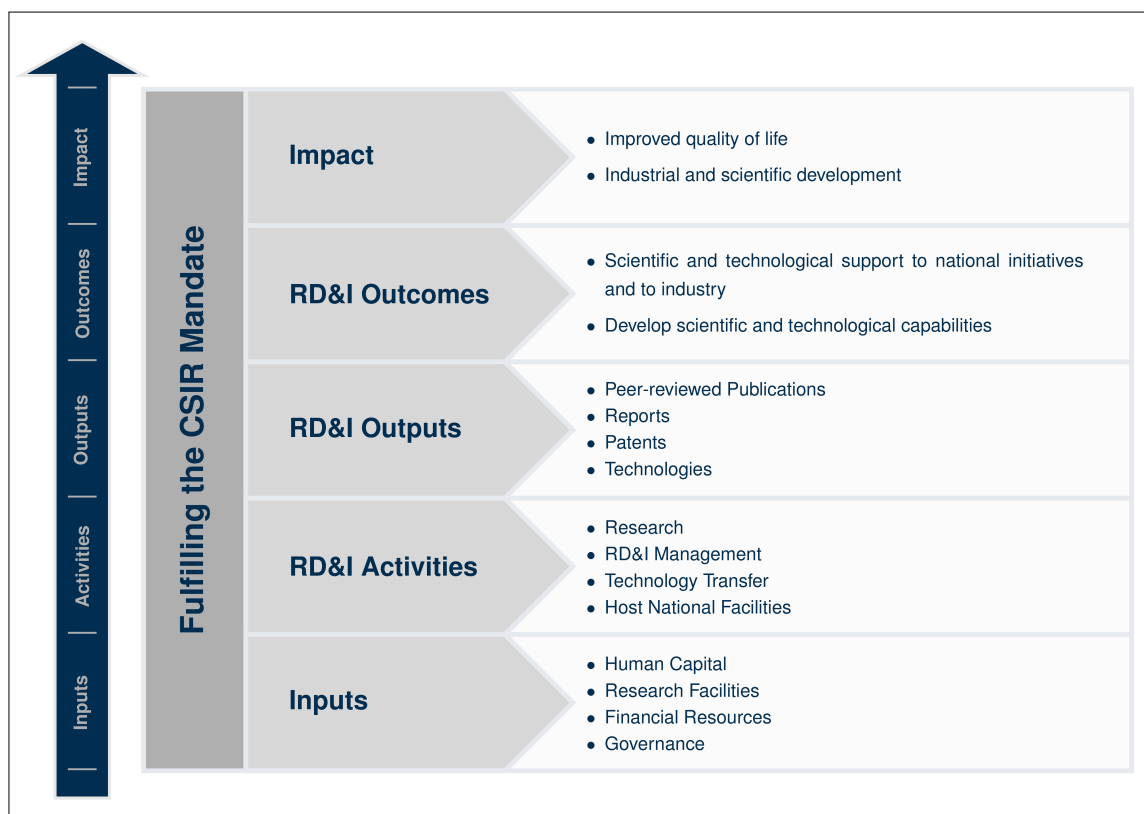 Impact
Outcomes
Outputs
Activities
Inputs
Fulfilling the CSIR Mandate
Impact
• Improved quality of life
• Industrial and scientific development
RD&I Outcomes
• Scientific and technological support to national initiatives
and to industry
• Develop scientific and technological capabilities
RD&I Outputs
• Peer-reviewed Publications
• Reports
• Patents
• Technologies
RD&I Activities
• Research
• RD&I Management
• Technology Transfer
• Host National Facilities
Inputs
• Human Capital
• Research Facilities
• Financial Resources
• Governance